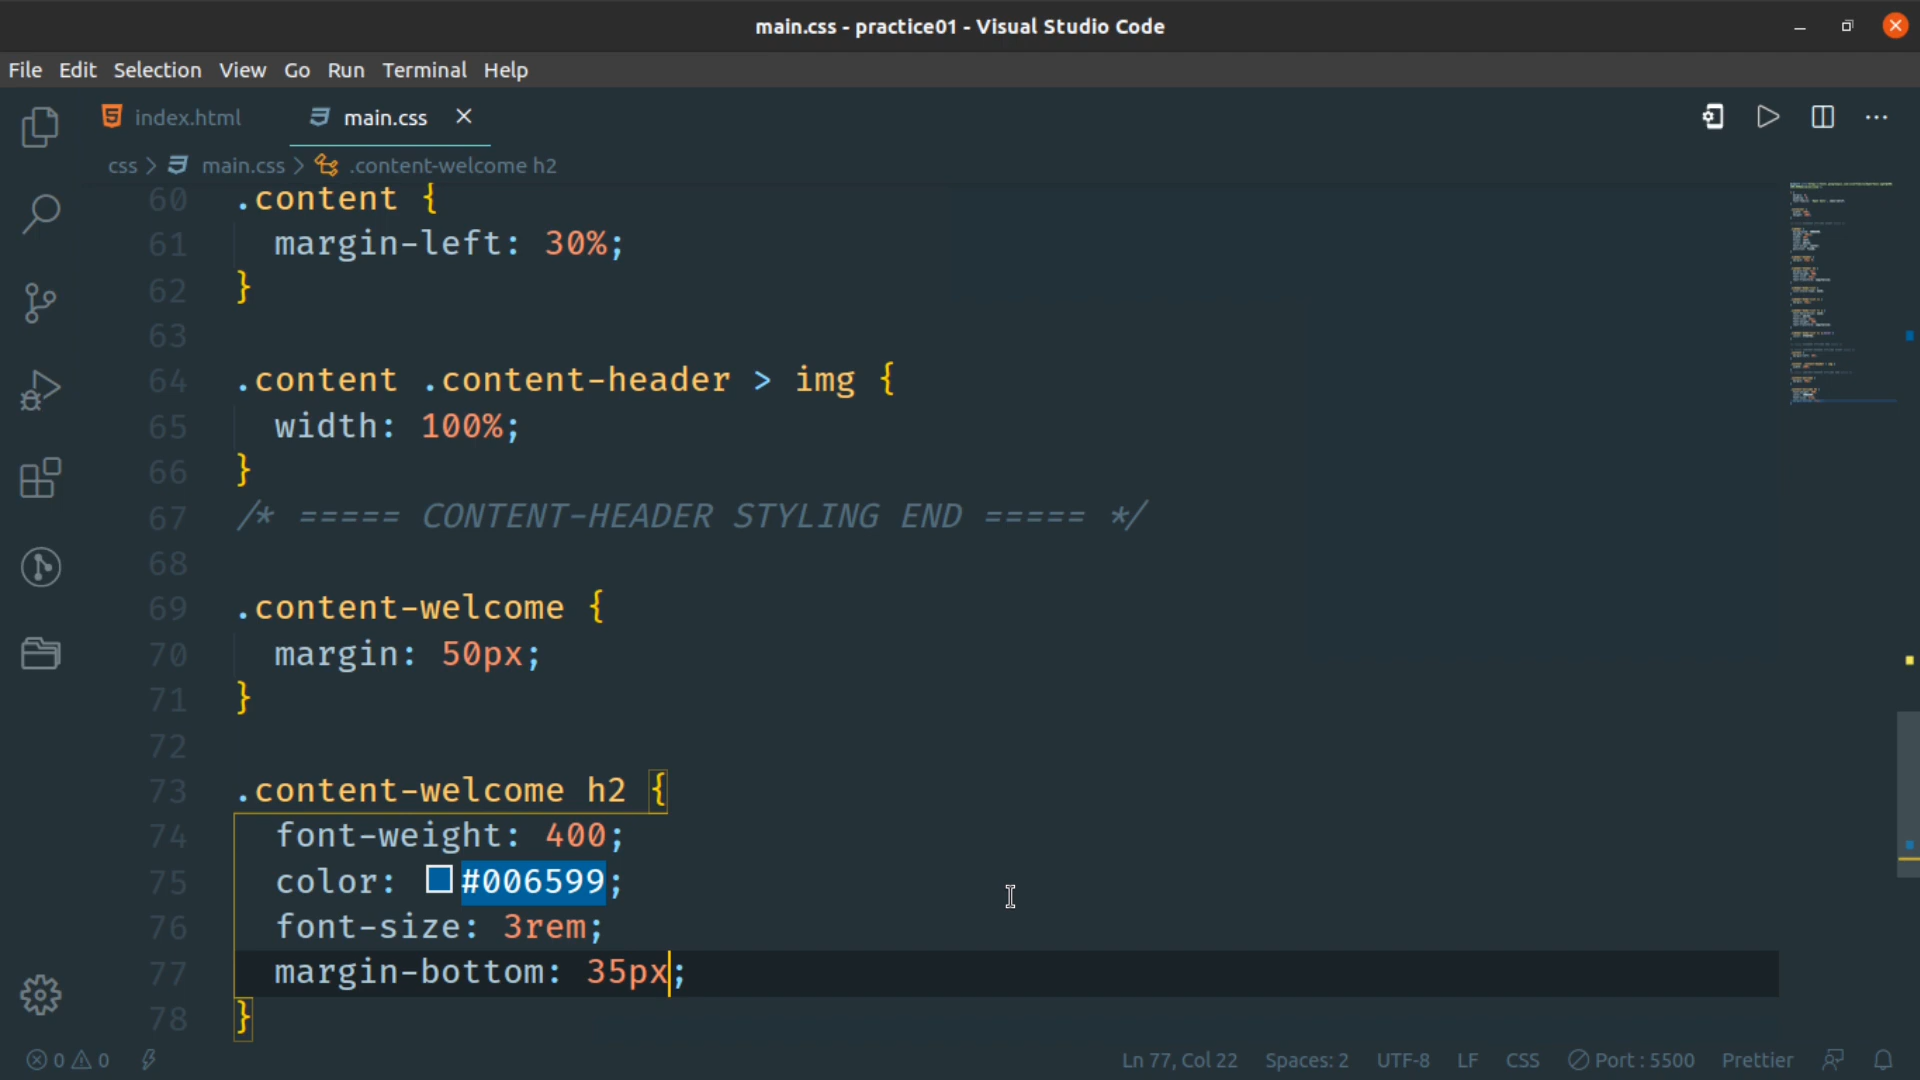 main.css - practice01 - Visual Studio Code
File Edit Selection View Go Run Terminal Help
index.html main.css
css > main.css > .content-welcome h2
60 .content {
61 margin-left: 30%;
62 }
63
64 .content .content-header > img {
65 width: 100%;
66 }
67 /* ===== CONTENT-HEADER STYLING END ===== */
68
69 .content-welcome {
70 margin: 50px;
71 }
72
73 .content-welcome h2 {
74 font-weight: 400;
75 color: #006599;
76 font-size: 3rem;
77 margin-bottom: 35px;
78 }
0 0 Ln 77, Col 22 Spaces: 2 UTF-8 LF CSS Port : 5500 Prettier